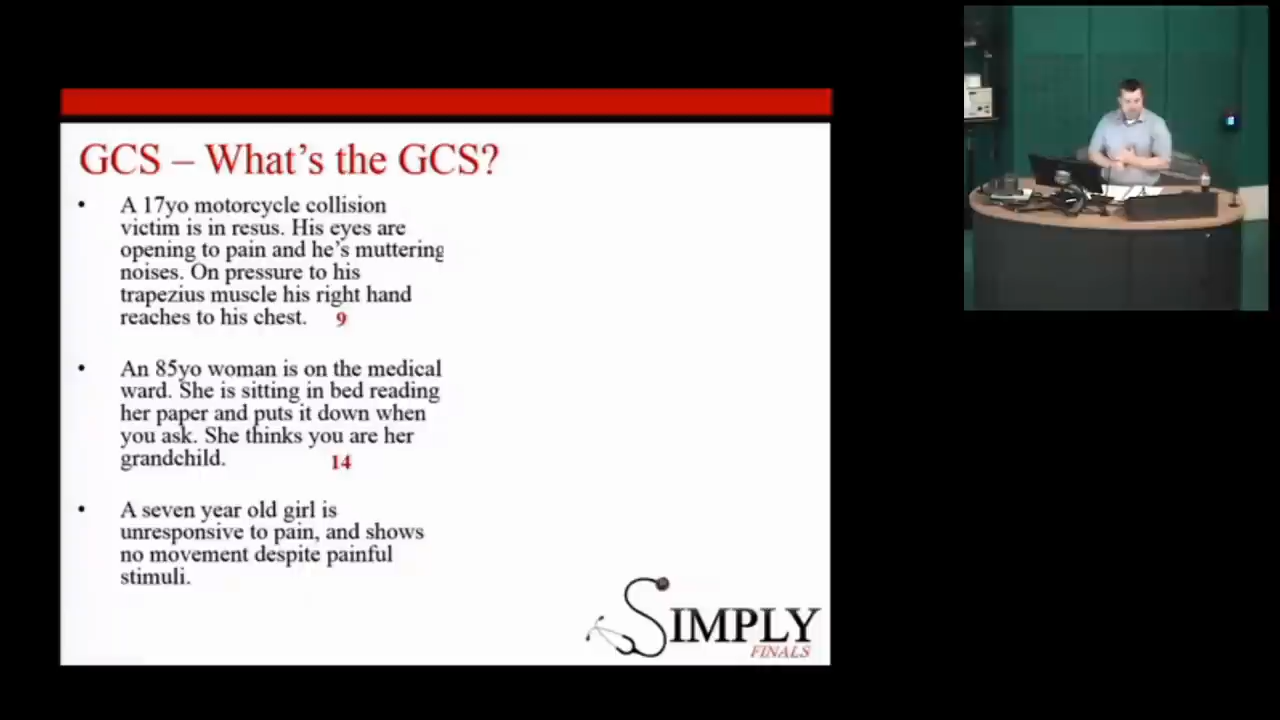 GCS – What's the GCS?
• A 17yo motorcycle collision
victim is in resus. His eyes are
opening to pain and he's muttering
noises. On pressure to his
trapezius muscle his right hand
reaches to his chest. 9
• An 85yo woman is on the medical
ward. She is sitting in bed reading
her paper and puts it down when
you ask. She thinks you are her
grandchild. 14
• A seven year old girl is
unresponsive to pain, and shows
no movement despite painful
stimuli.
SIMPLY
FINALS